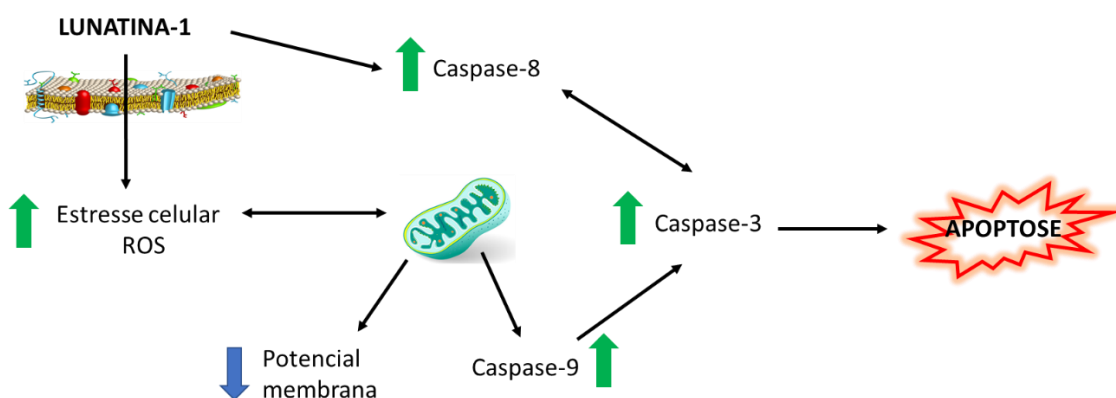 LUNATINA-1
Caspase-8
Estresse celular
ROS
Caspase-3
APOPTOSE
Potencial
membrana
Caspase-9